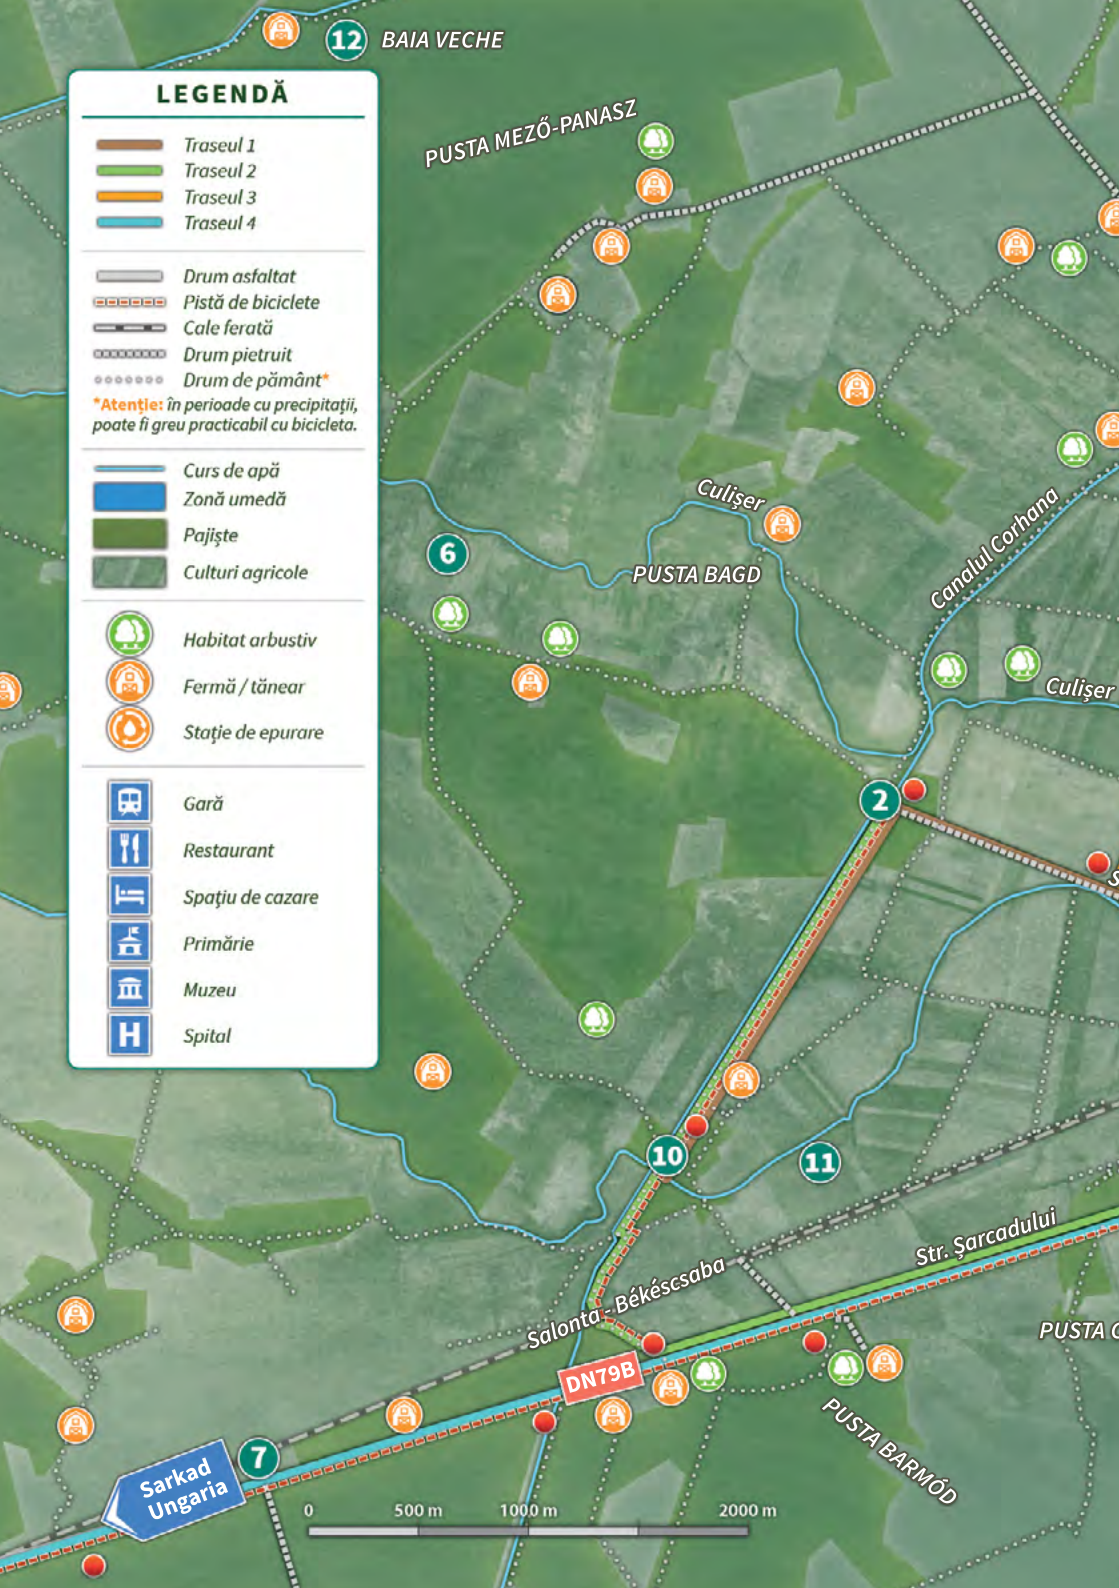 12 BAIA VECHE
LEGENDĂ
Traseul 1
Traseul 2
Traseul 3
Traseul 4
Drum asfaltat
Pistă de biciclete
Cale ferată
Drum pietruit
Drum de pământ*
*Atenție: în perioade cu precipitații,
poate fi greu practicabil cu bicicleta.
Curs de apă
Zonă umedă
Pajiște
Culturi agricole
Habitat arbustiv
Fermă / tănear
Stație de epurare
Gară
Restaurant
Spațiu de cazare
Primărie
Muzeu
H Spital
PUSTA MEZŐ-PANASZ
Culișer
6
PUSTA BAGD
Canalul Corhana
Culișer
2
S
10
11
Str. Șarcadului
Salonta - Békéscsaba
PUSTA
DN79B
PUSTA BARMÓD
7
Sarkad
Ungaria
0 500 m 1000 m 2000 m